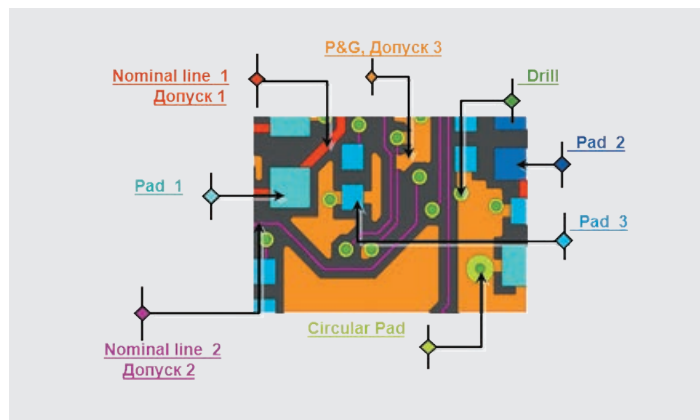 P&G, Допуск 3
Nominal line 1
Допуск 1
Drill
Pad 2
Pad 1
Pad 3
Circular Pad
Nominal line 2
Допуск 2